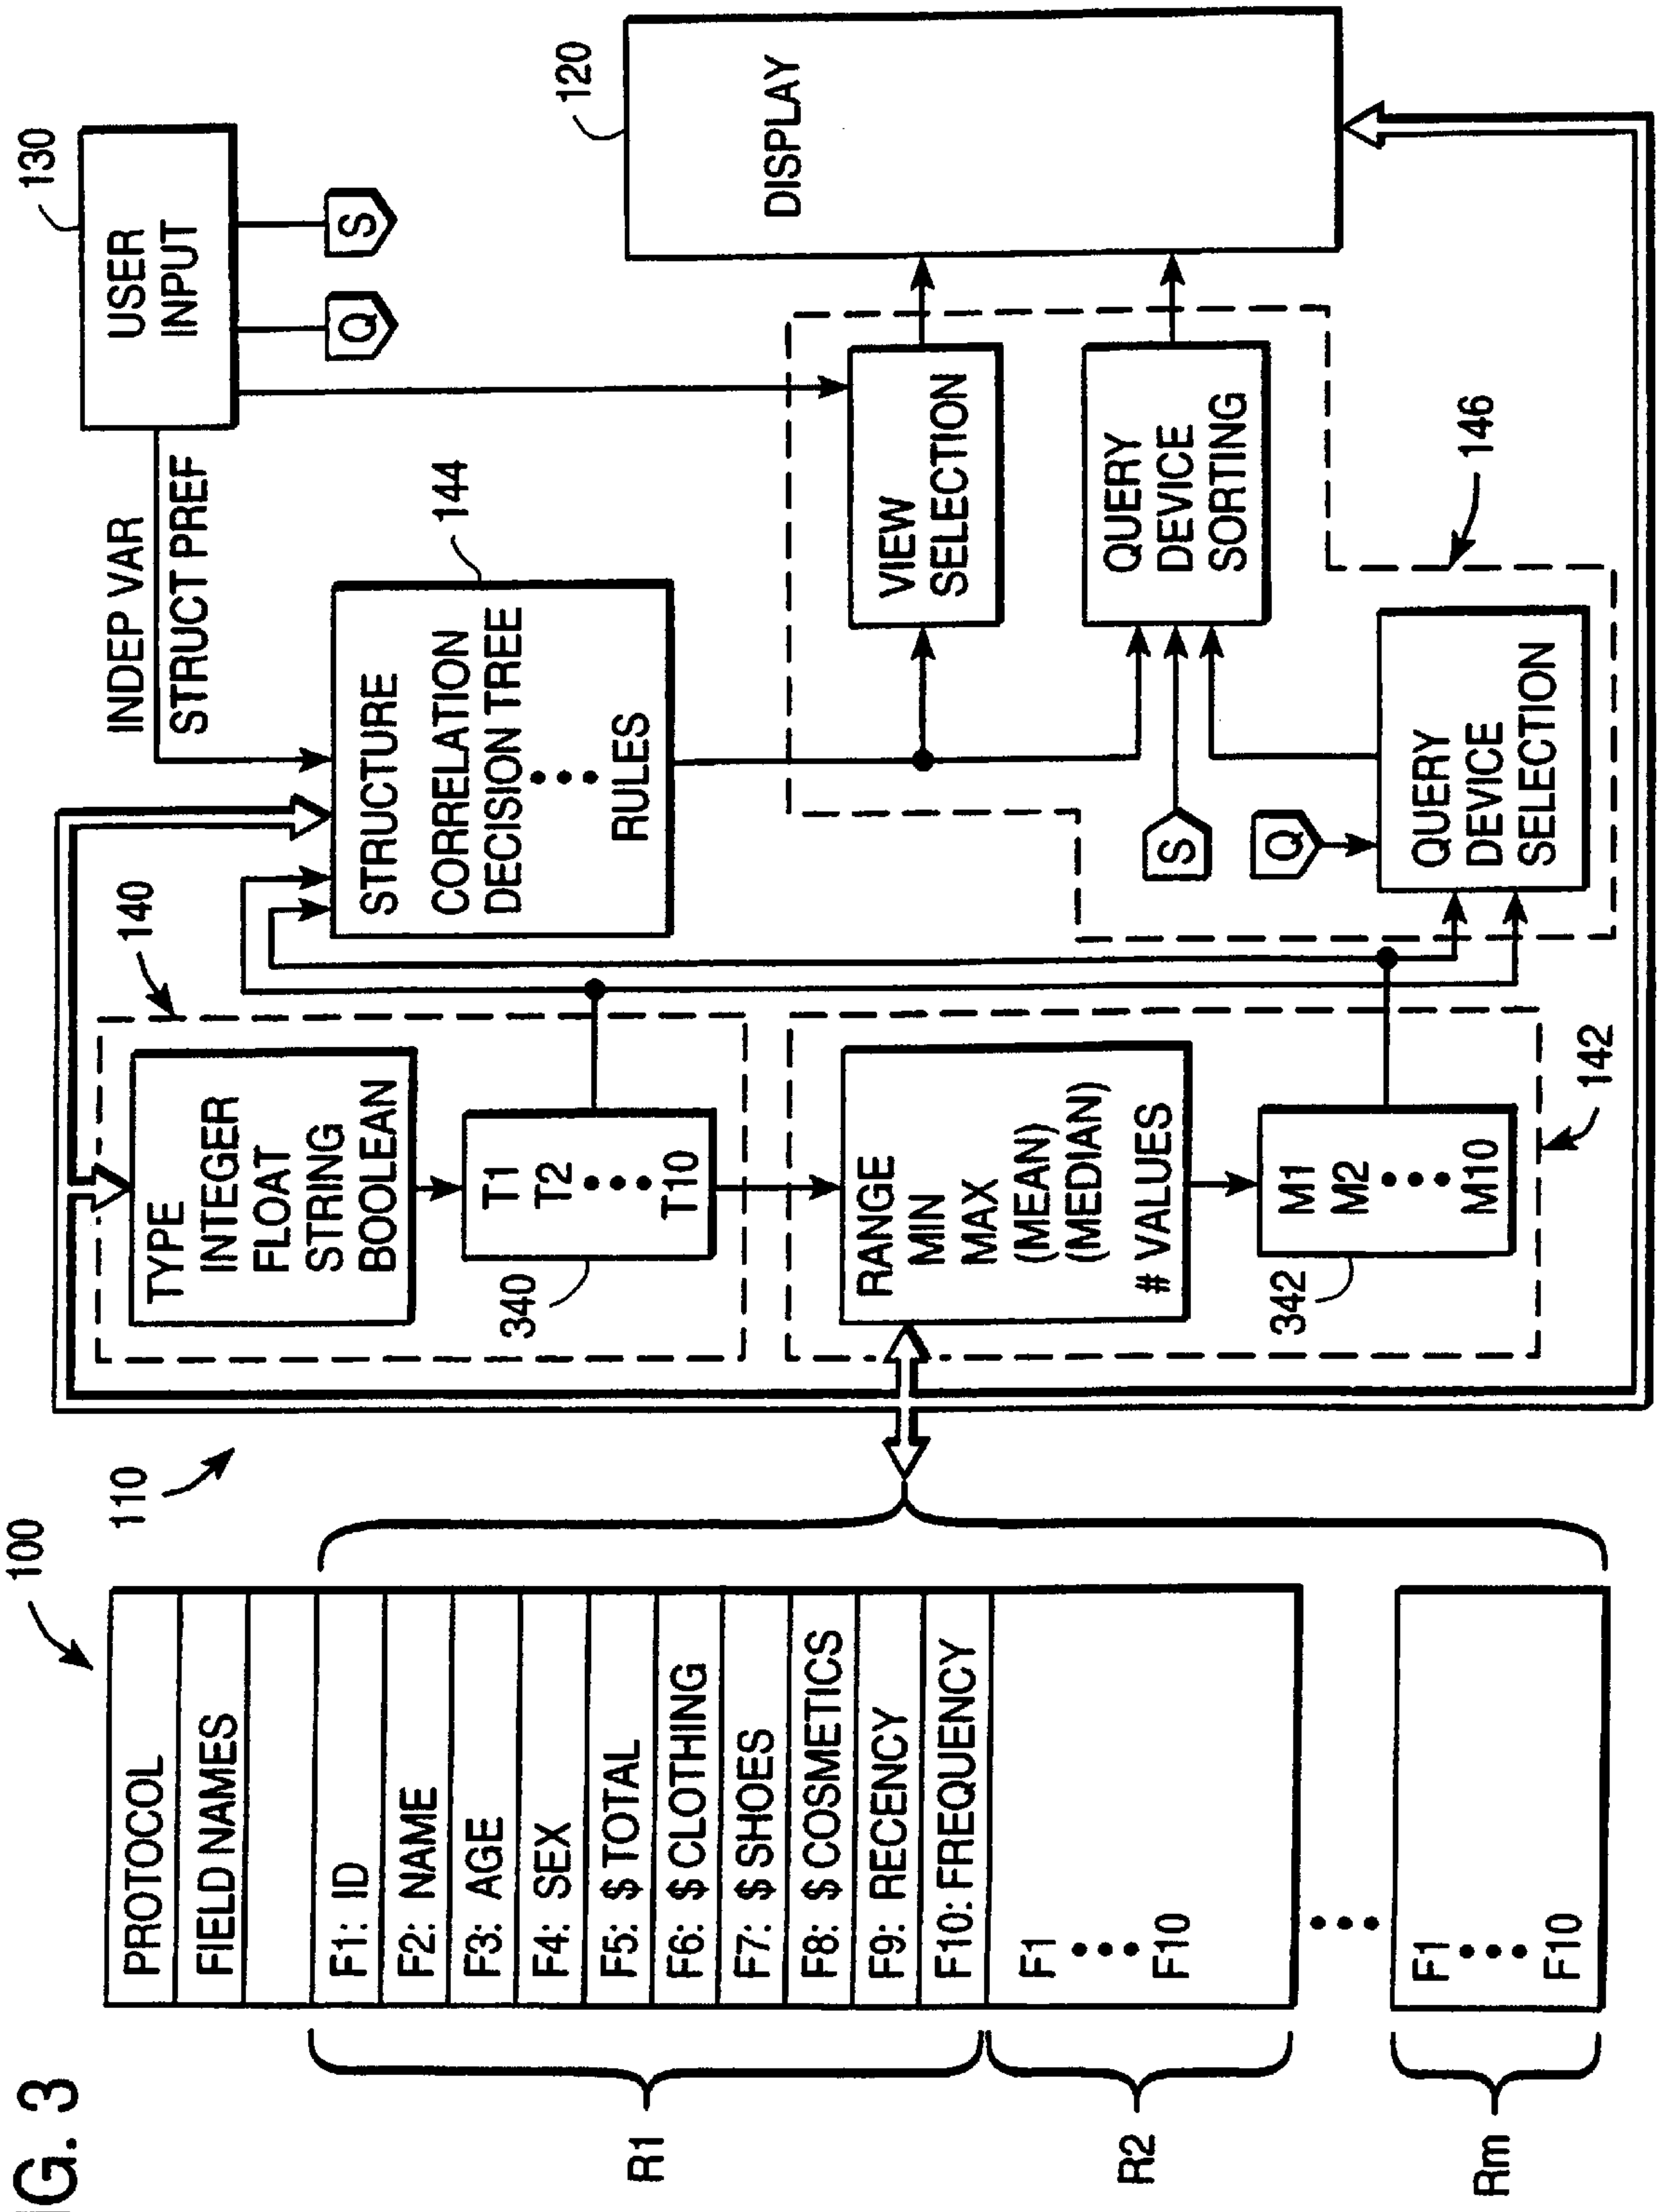 G. 3
100
PROTOCOL
FIELD NAMES
F1: ID
F2: NAME
F3: AGE
F4: SEX
F5: $ TOTAL
F6: $ CLOTHING
F7: $ SHOES
F8: $ COSMETICS
F9: RECENCY
F10: FREQUENCY
F1
•••
F10
•••
F1
•••
F10
R1
R2
Rm
110
140
TYPE
INTEGER
FLOAT
STRING
BOOLEAN
T1
T2
•••
T10
340
RANGE
MIN
MAX
(MEAN)
(MEDIAN)
# VALUES
M1
M2
•••
M10
342
142
INDEP VAR
STRUCT PREF
144
STRUCTURE
CORRELATION
DECISION TREE
•••
RULES
130
USER
INPUT
Q
S
VIEW
SELECTION
QUERY
DEVICE
SORTING
146
S
Q
QUERY
DEVICE
SELECTION
120
DISPLAY